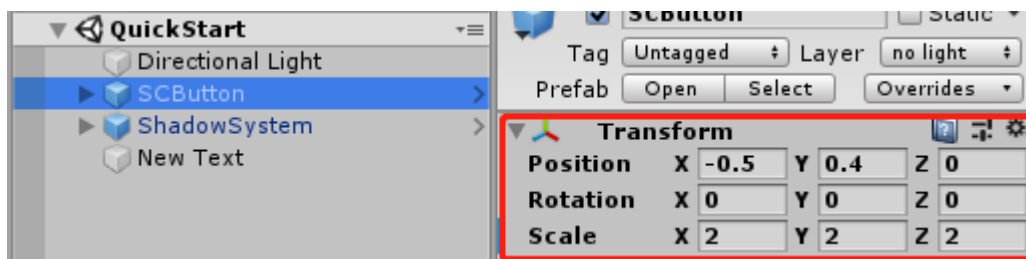 QuickStart
Directional Light
SCButton
ShadowSystem
New Text
SCButton Static
Tag Untagged Layer no light
Prefab Open Select Overrides
Transform
Position X -0.5 Y 0.4 Z 0
Rotation X 0 Y 0 Z 0
Scale X 2 Y 2 Z 2